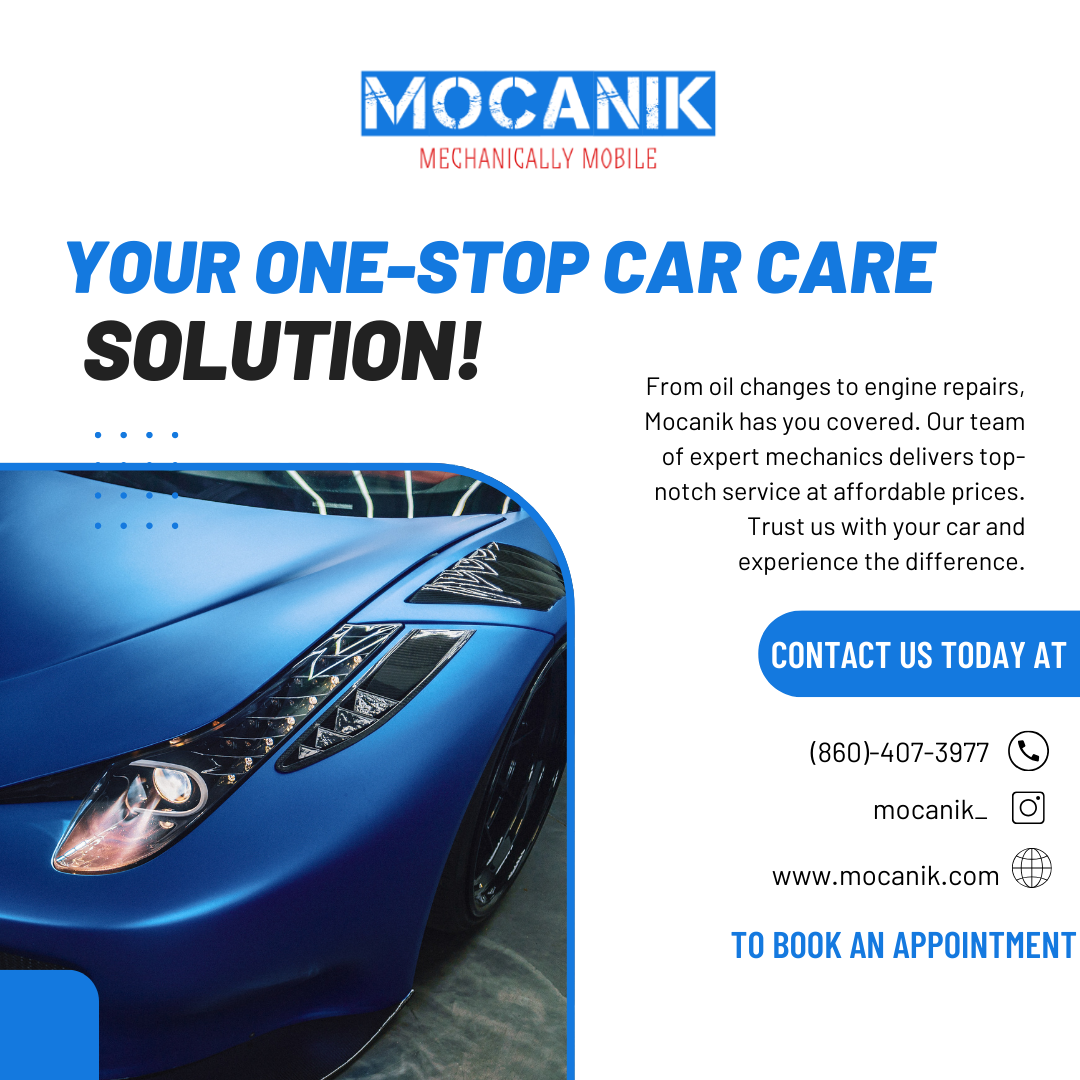 MOCANIK
MECHANICALLY MOBILE
YOUR ONE-STOP CAR CARE
SOLUTION!
From oil changes to engine repairs,
Mocanik has you covered. Our team
of expert mechanics delivers top-
notch service at affordable prices.
Trust us with your car and
experience the difference.
CONTACT US TODAY AT
(860)-407-3977
mocanik_
www.mocanik.com
TO BOOK AN APPOINTMENT